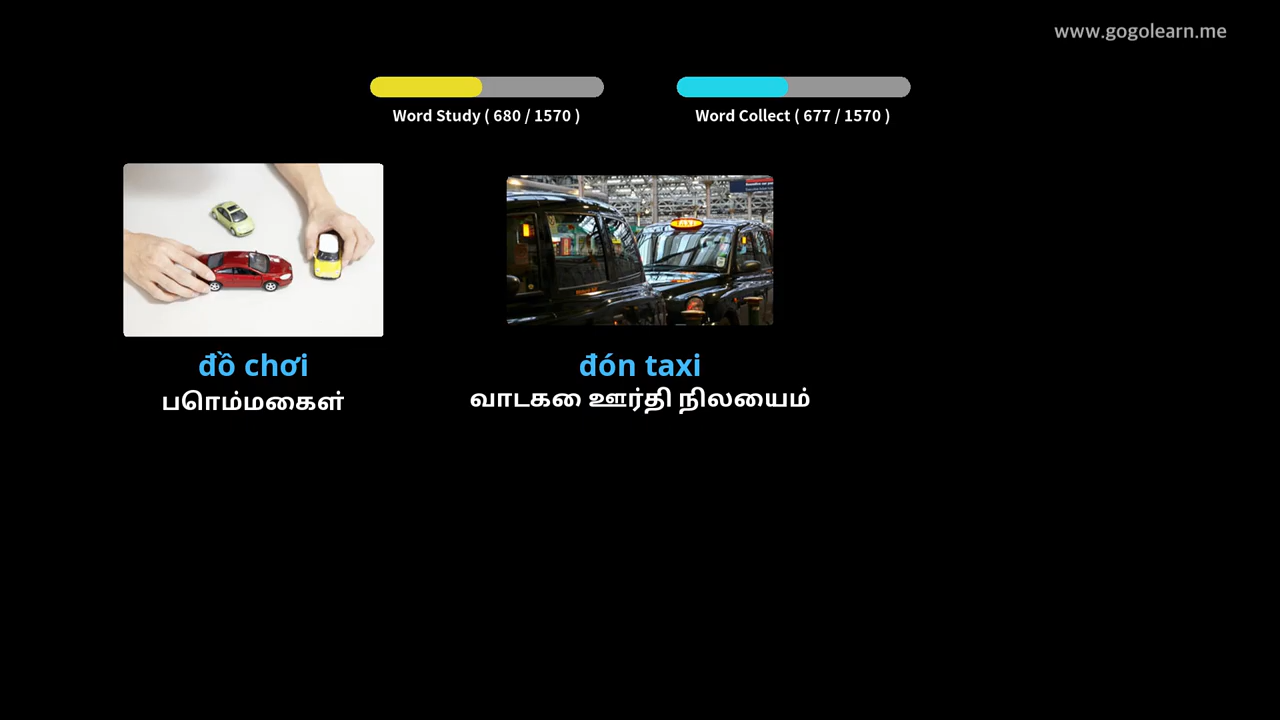 www.gogolearn.me
Word Study ( 680 / 1570 )
Word Collect ( 677 / 1570 )
TAXI
đồ chơi
பொம்மைகள்
đón taxi
வாடகை ஊர்தி நிலையம்